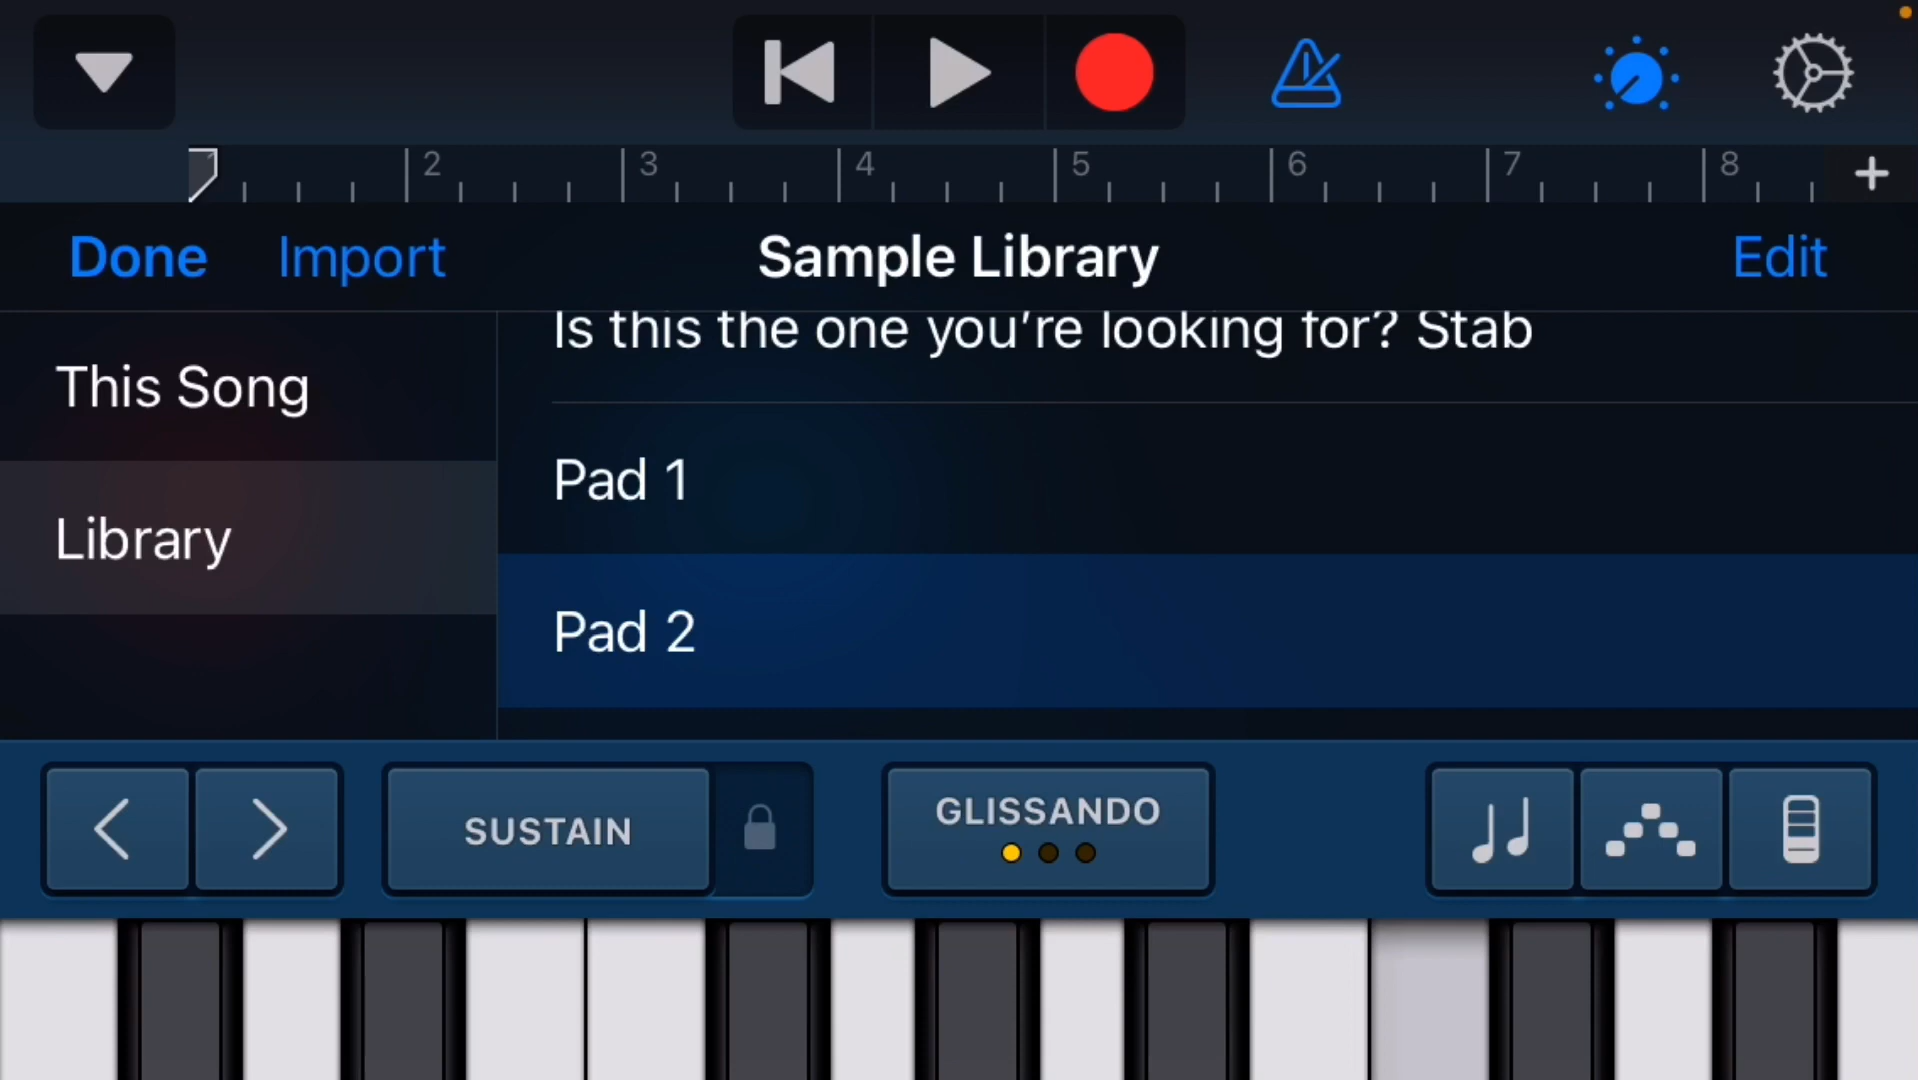 2 3 4 5 6 7 8
Done Import Sample Library Edit
Is this the one you’re looking for? Stab
This Song
Pad 1
Library
Pad 2
SUSTAIN
GLISSANDO